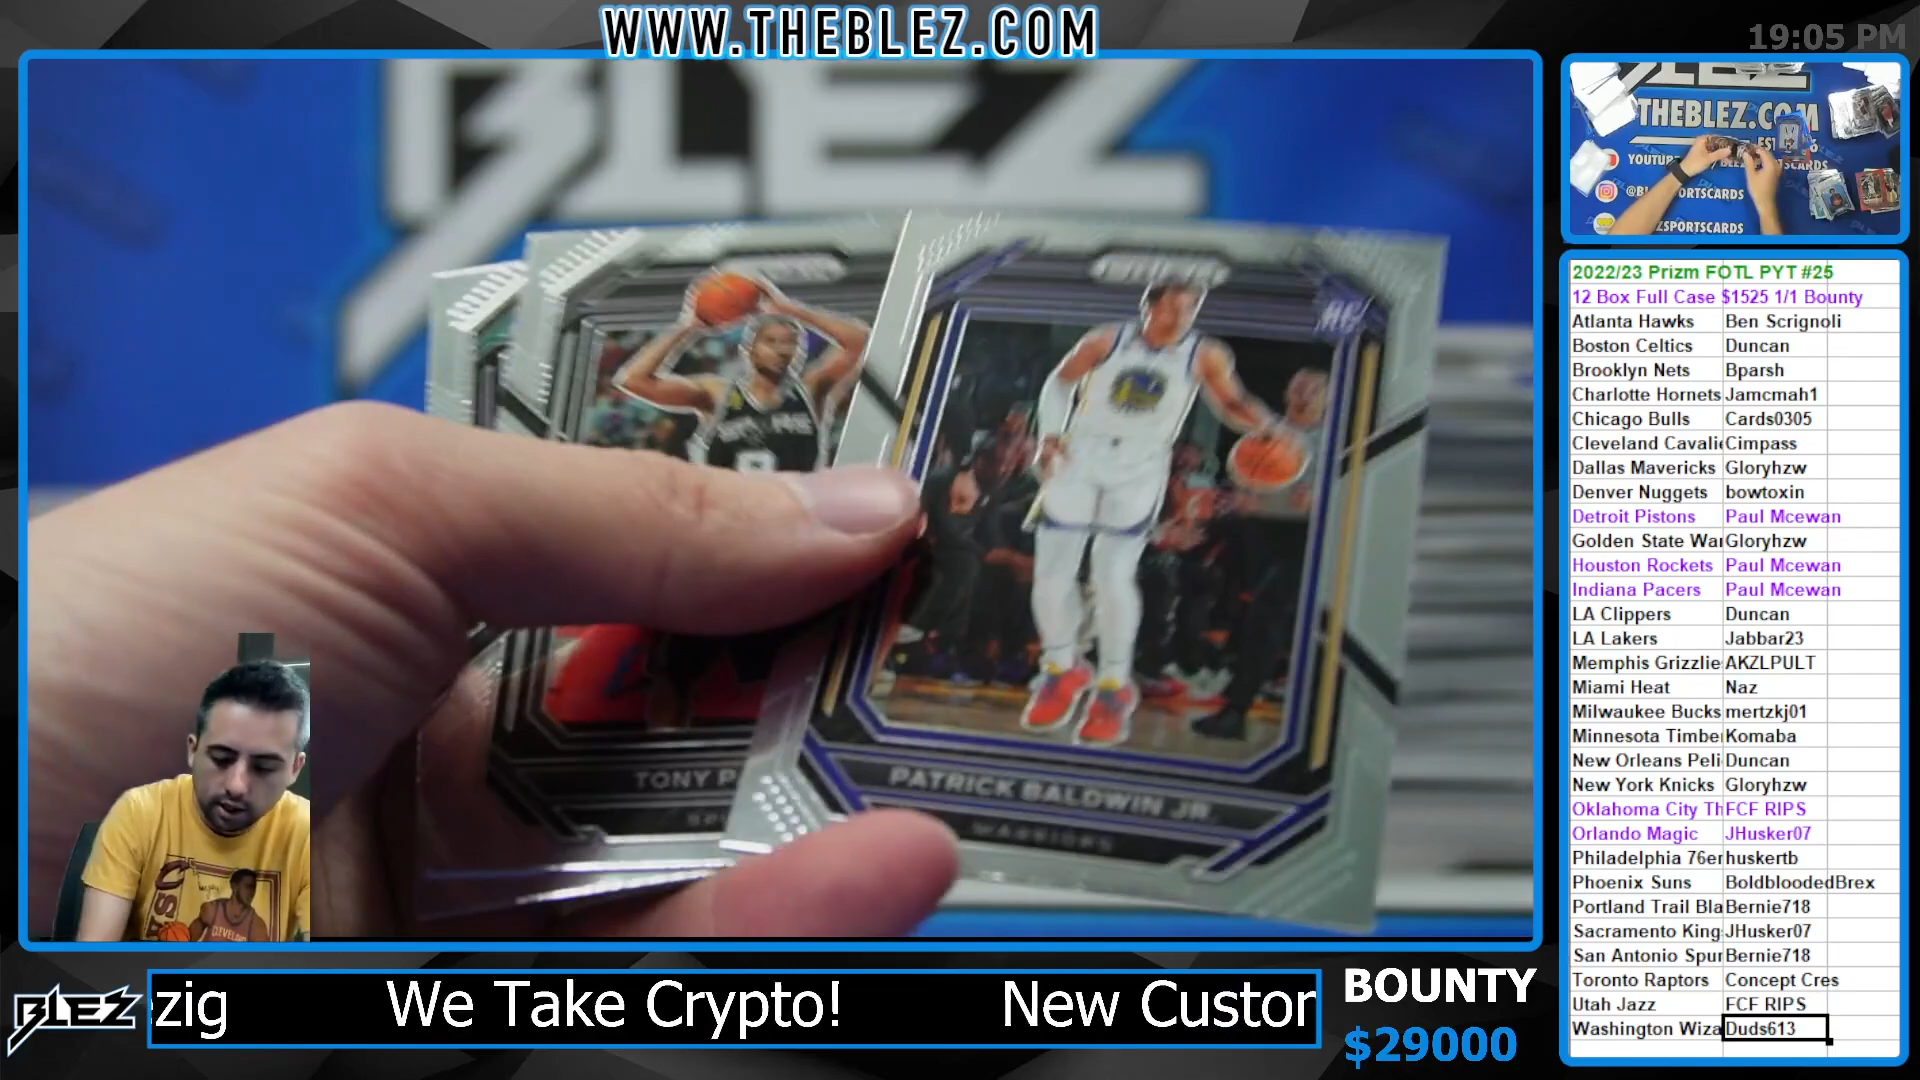 WWW.THEBLEZ.COM
19:05 PM
BLEZ
PRIZM
RC
TONY P
PATRICK BALDWIN JR.
WARRIORS
THEBLEZ.COM
2022/23 Prizm FOTL PYT #25
12 Box Full Case $1525 1/1 Bounty
Atlanta Hawks Ben Scrignoli
Boston Celtics Duncan
Brooklyn Nets Bparsh
Charlotte Hornets Jamcmah1
Chicago Bulls Cards0305
Cleveland Cavalie Cimpass
Dallas Mavericks Gloryhzw
Denver Nuggets bowtoxin
Detroit Pistons Paul Mcewan
Golden State War Gloryhzw
Houston Rockets Paul Mcewan
Indiana Pacers Paul Mcewan
LA Clippers Duncan
LA Lakers Jabbar23
Memphis Grizzlie AKZLPULT
Miami Heat Naz
Milwaukee Bucks mertzkj01
Minnesota Timber Komaba
New Orleans Peli Duncan
New York Knicks Gloryhzw
Oklahoma City Th FCF RIPS
Orlando Magic JHusker07
Philadelphia 76er huskertb
Phoenix Suns BoldbloodedBrex
Portland Trail Bla Bernie718
Sacramento King JHusker07
San Antonio Spur Bernie718
Toronto Raptors Concept Cres
Utah Jazz FCF RIPS
Washington Wiza Duds613
BLEZ
zig We Take Crypto! New Custor
BOUNTY
$29000